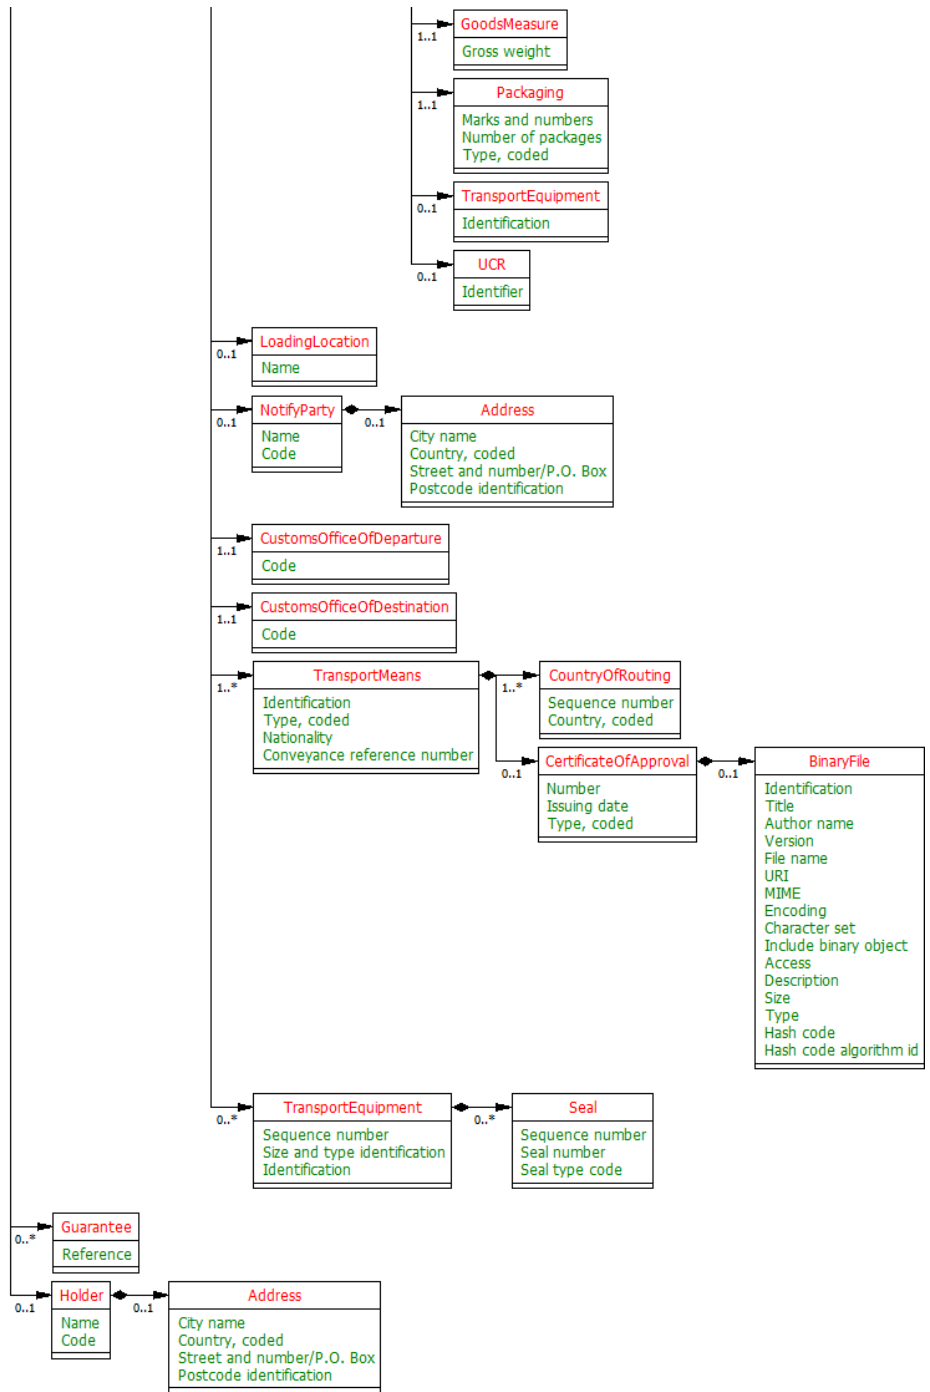 GoodsMeasure
1..1
Gross weight
Packaging
1..1
Marks and numbers
Number of packages
Type, coded
TransportEquipment
0..1
Identification
UCR
0..1
Identifier
LoadingLocation
0..1
Name
NotifyParty
0..1
Name
Code
Address
0..1
City name
Country, coded
Street and number/P.O. Box
Postcode identification
CustomsOfficeOfDeparture
1..1
Code
CustomsOfficeOfDestination
1..1
Code
TransportMeans
1..*
Identification
Type, coded
Nationality
Conveyance reference number
CountryOfRouting
1..*
Sequence number
Country, coded
CertificateOfApproval
0..1
Number
Issuing date
Type, coded
BinaryFile
0..1
Identification
Title
Author name
Version
File name
URI
MIME
Encoding
Character set
Include binary object
Access
Description
Size
Type
Hash code
Hash code algorithm id
TransportEquipment
0..*
Sequence number
Size and type identification
Identification
Seal
0..*
Sequence number
Seal number
Seal type code
Guarantee
0..*
Reference
Holder
0..1
Name
Code
Address
0..1
City name
Country, coded
Street and number/P.O. Box
Postcode identification